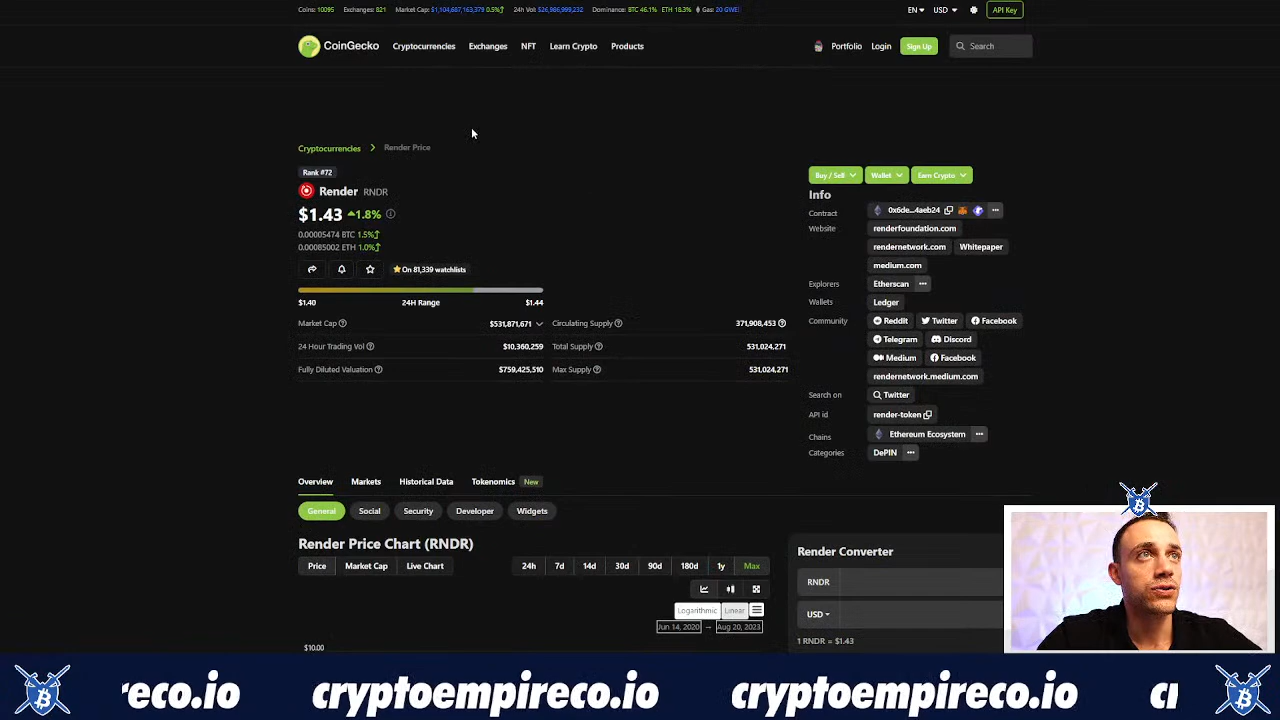 Coins: 10095 Exchanges: 821 Market Cap: $1,104,687,163,379 0.5% 24h Vol: $26,986,999,232 Dominance: BTC 46.1% ETH 18.3% Gas: 20 GWEI EN USD API Key
CoinGecko Cryptocurrencies Exchanges NFT Learn Crypto Products Portfolio Login Sign Up Search
Cryptocurrencies > Render Price
Rank #72
Render RNDR
$1.43 1.8%
0.00005474 BTC 1.5%
0.00085002 ETH 1.0%
On 81,339 watchlists
$1.40 24H Range $1.44
Market Cap $531,871,671 Circulating Supply 371,908,453
24 Hour Trading Vol $10,360,259 Total Supply 531,024,271
Fully Diluted Valuation $759,425,510 Max Supply 531,024,271
Buy / Sell Wallet Earn Crypto
Info
Contract 0x6de...4aeb24
Website renderfoundation.com
rendernetwork.com Whitepaper
medium.com
Explorers Etherscan
Wallets Ledger
Community Reddit Twitter Facebook
Telegram Discord
Medium Facebook
rendernetwork.medium.com
Search on Twitter
API id render-token
Chains Ethereum Ecosystem
Categories DePIN
Overview Markets Historical Data Tokenomics New
General Social Security Developer Widgets
Render Price Chart (RNDR)
Price Market Cap Live Chart 24h 7d 14d 30d 90d 180d 1y Max
Logarithmic Linear
Jun 14, 2020 → Aug 20, 2023
$10.00
Render Converter
RNDR
USD
1 RNDR = $1.43
reco.io cryptoempireco.io cryptoempireco.io cr